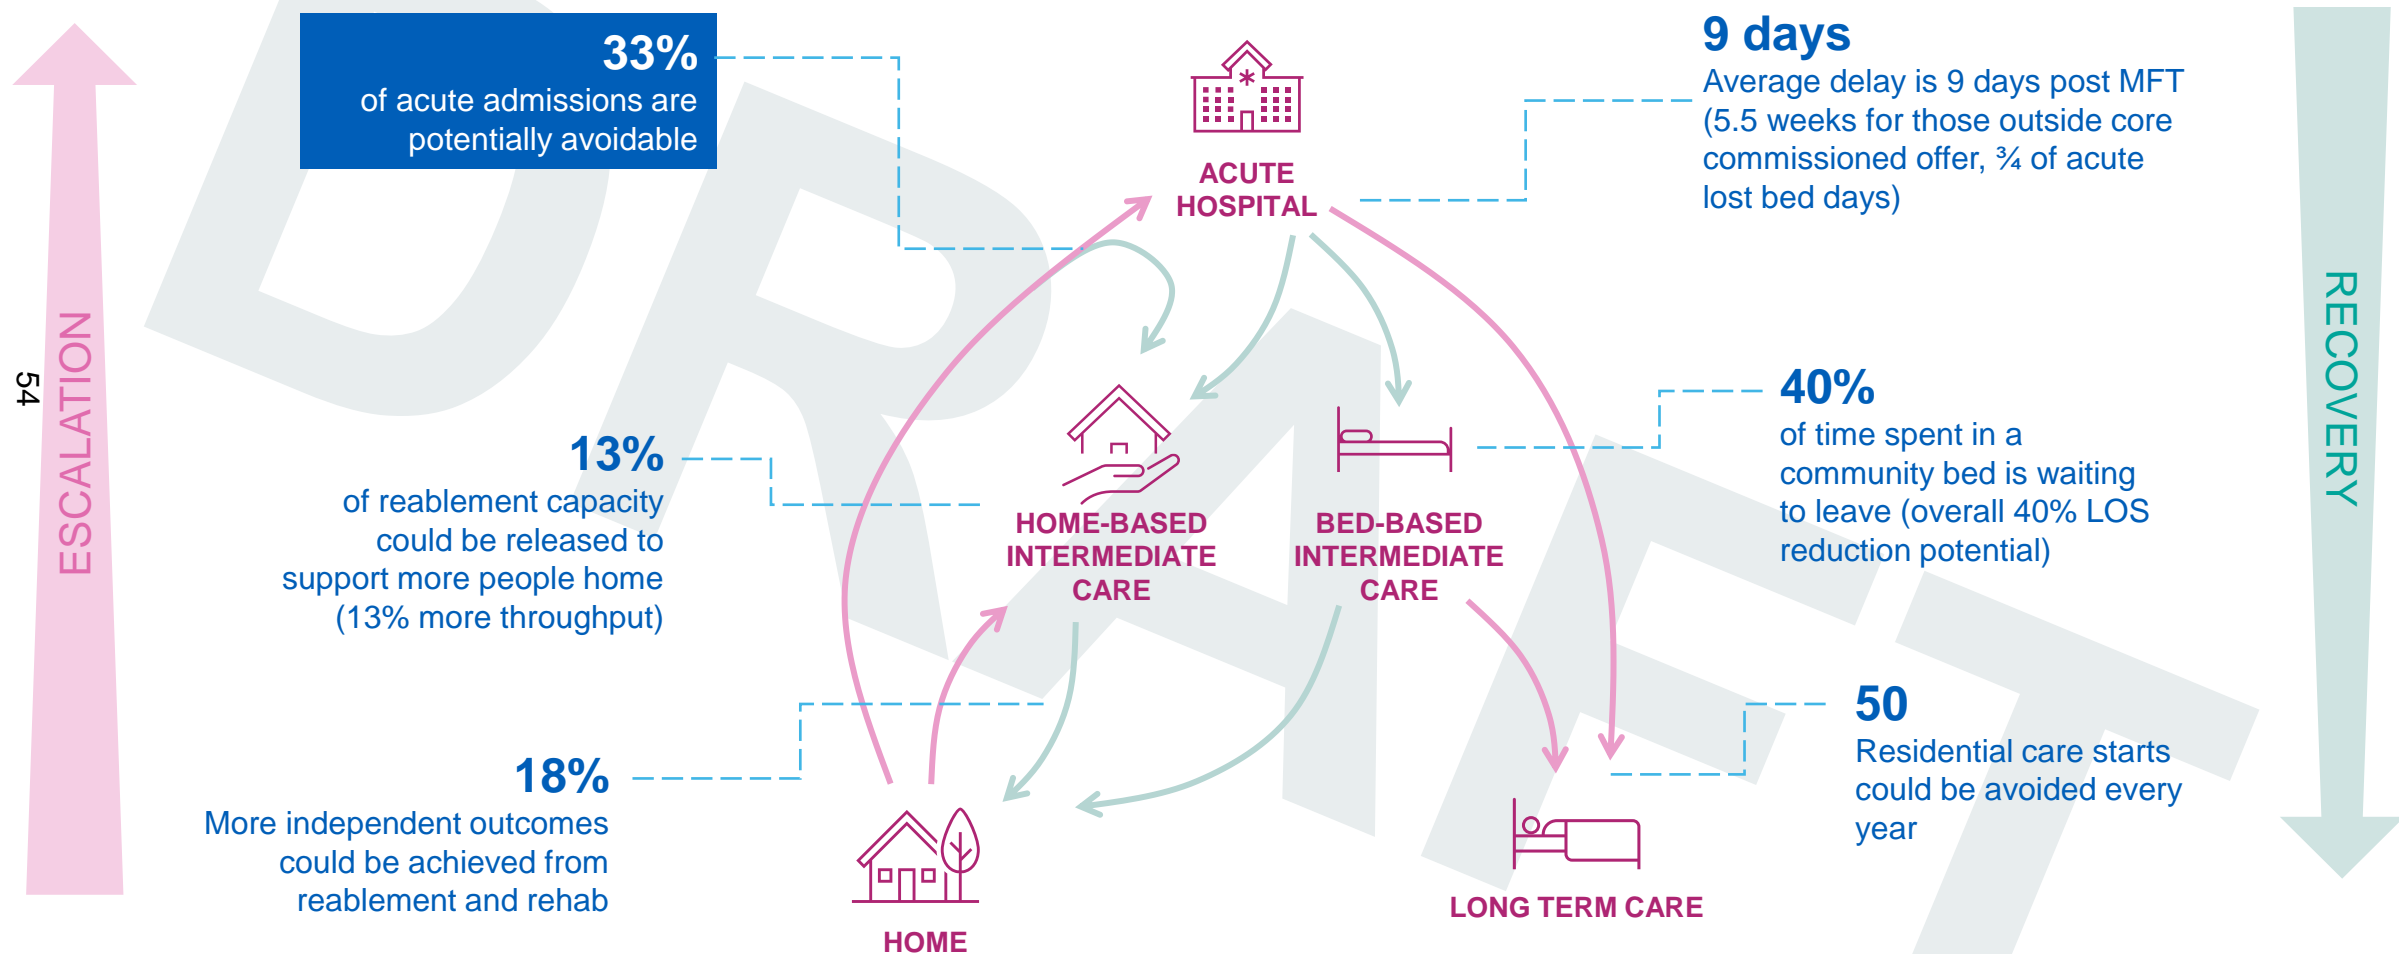 33%
of acute admissions are
potentially avoidable
9 days
Average delay is 9 days post MFT
(5.5 weeks for those outside core
commissioned offer, ¾ of acute
lost bed days)
ACUTE
HOSPITAL
ESCALATION
RECOVERY
54
13%
of reablement capacity
could be released to
support more people home
(13% more throughput)
HOME-BASED
INTERMEDIATE
CARE
BED-BASED
INTERMEDIATE
CARE
40%
of time spent in a
community bed is waiting
to leave (overall 40% LOS
reduction potential)
18%
More independent outcomes
could be achieved from
reablement and rehab
50
Residential care starts
could be avoided every
year
HOME
LONG TERM CARE
DRAFT